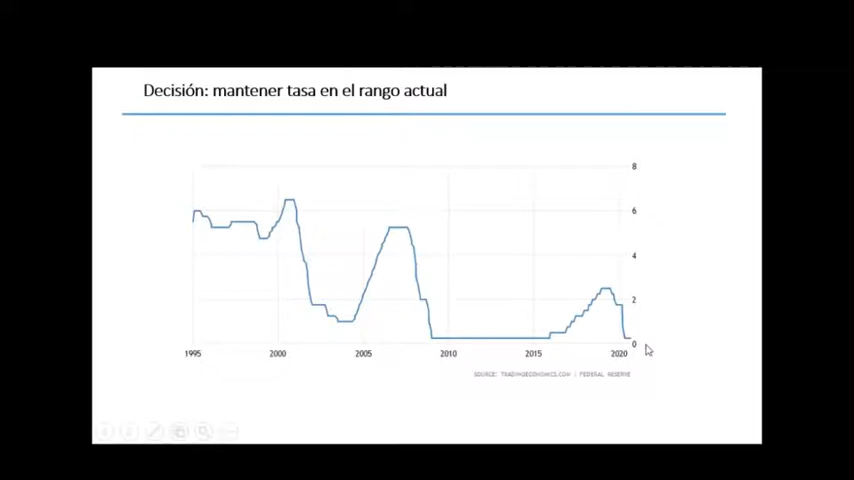 Decisión: mantener tasa en el rango actual
8
6
4
2
0
1995 2000 2005 2010 2015 2020
SOURCE: TRADINGECONOMICS.COM | FEDERAL RESERVE